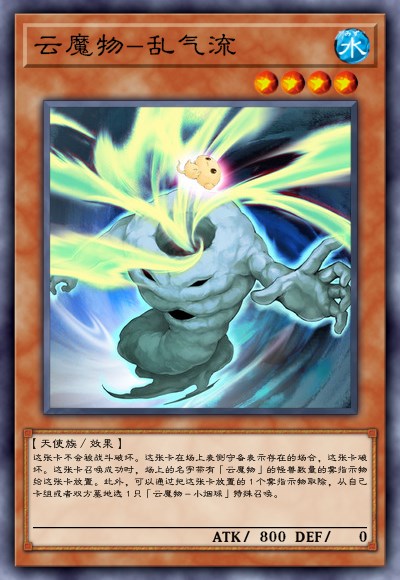 云魔物-乱气流
水
【天使族/效果】
这张卡不会被战斗破坏。这张卡在场上表侧守备表示存在的场合，这张卡破
坏。这张卡召唤成功时，场上的名字带有「云魔物」的怪兽数量的雾指示物
给这张卡放置。此外，可以通过把这张卡放置的1个雾指示物取除，从自己
卡组或者双方墓地选1只「云魔物-小烟球」特殊召唤。
ATK/ 800 DEF/ 0